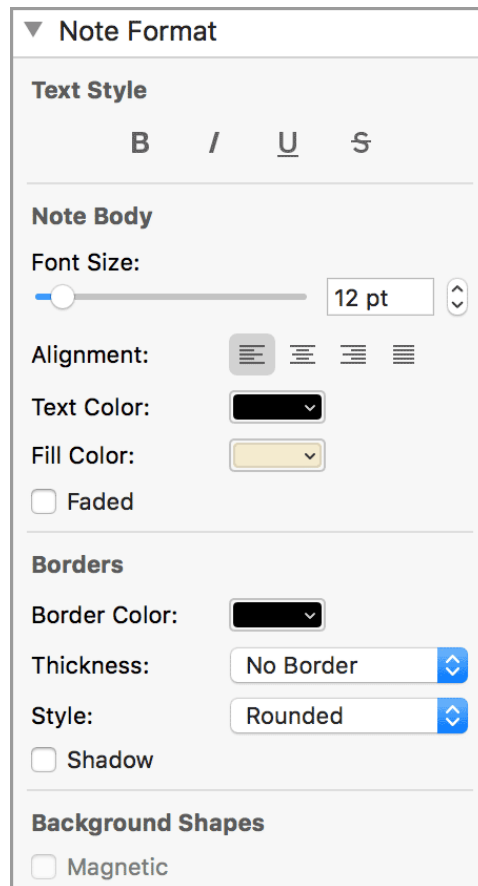 Note Format
Text Style
B I U S
Note Body
Font Size:
12 pt
Alignment:
Text Color:
Fill Color:
Faded
Borders
Border Color:
Thickness: No Border
Style: Rounded
Shadow
Background Shapes
Magnetic